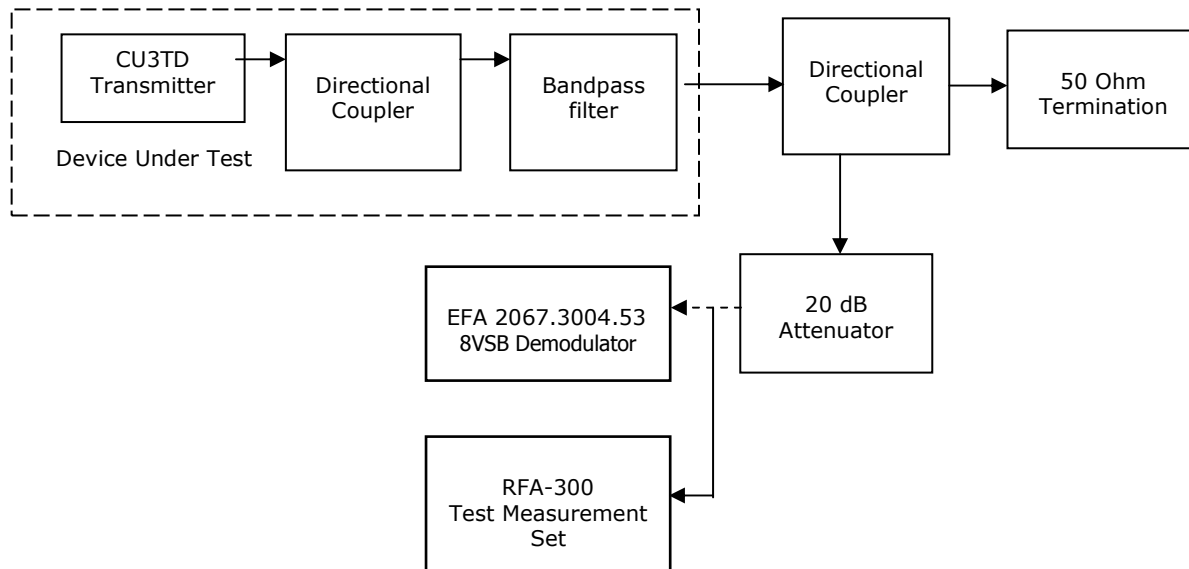 CU3TD
Transmitter
Directional
Coupler
Bandpass
filter
Device Under Test
Directional
Coupler
50 Ohm
Termination
20 dB
Attenuator
EFA 2067.3004.53
8VSB Demodulator
RFA-300
Test Measurement
Set